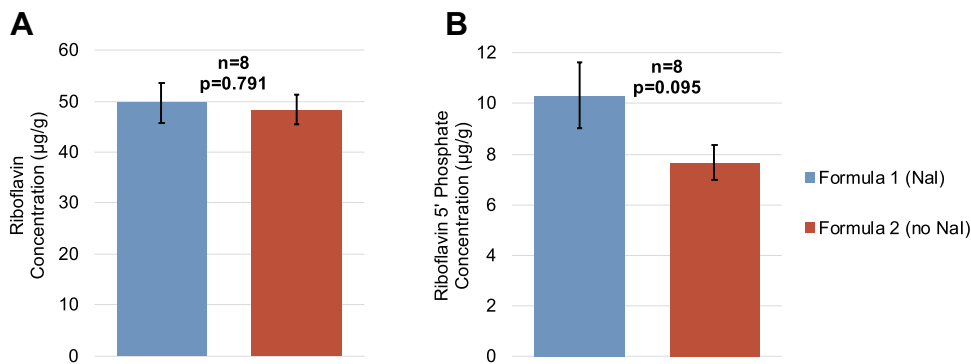 A
Riboflavin
Concentration (µg/g)
60
50
40
30
20
10
0
n=8
p=0.791
B
Riboflavin 5' Phosphate
Concentration (µg/g)
12
10
8
6
4
2
0
n=8
p=0.095
Formula 1 (NaI)
Formula 2 (no NaI)